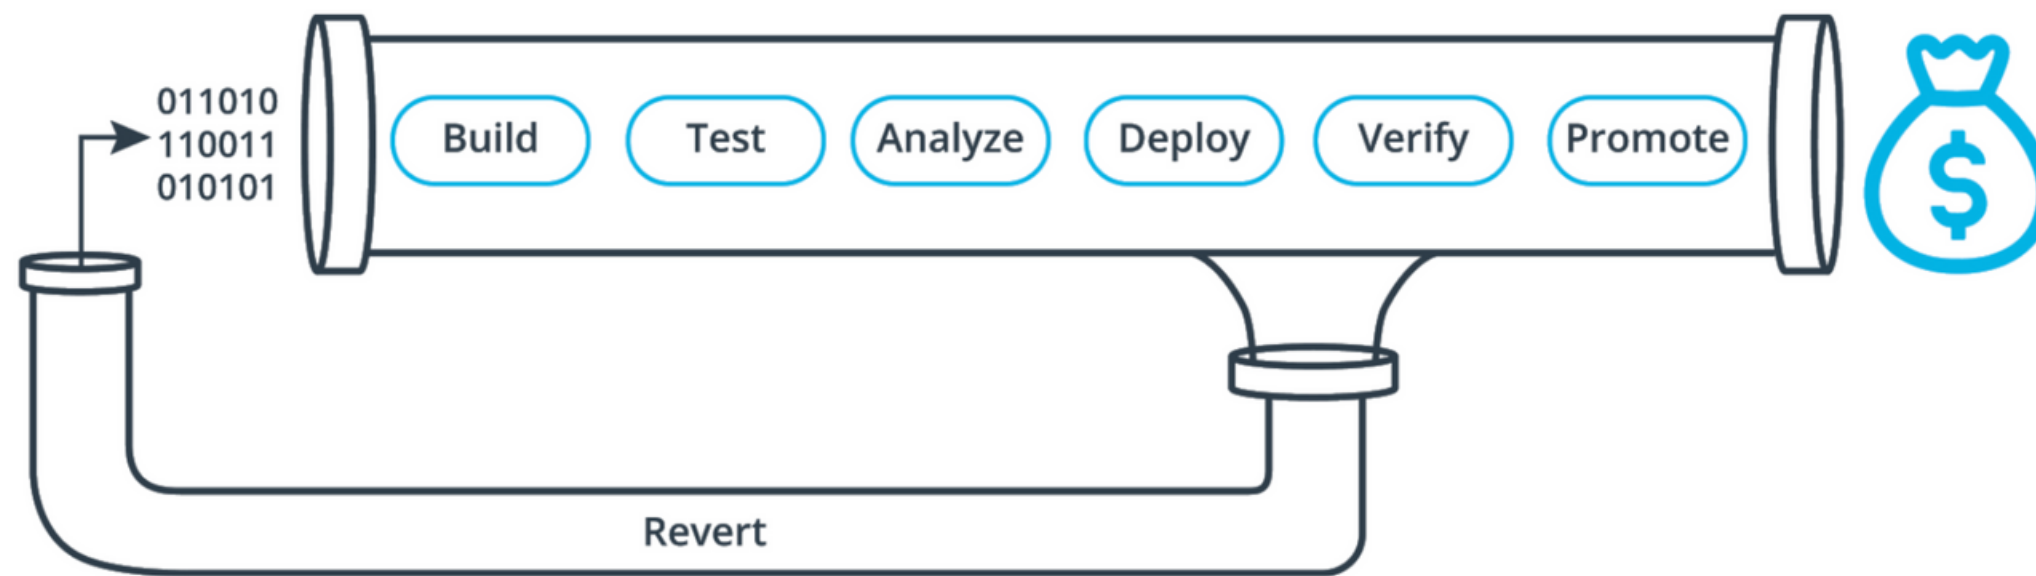 011010
110011
010101
Build Test Analyze Deploy Verify Promote
$
Revert